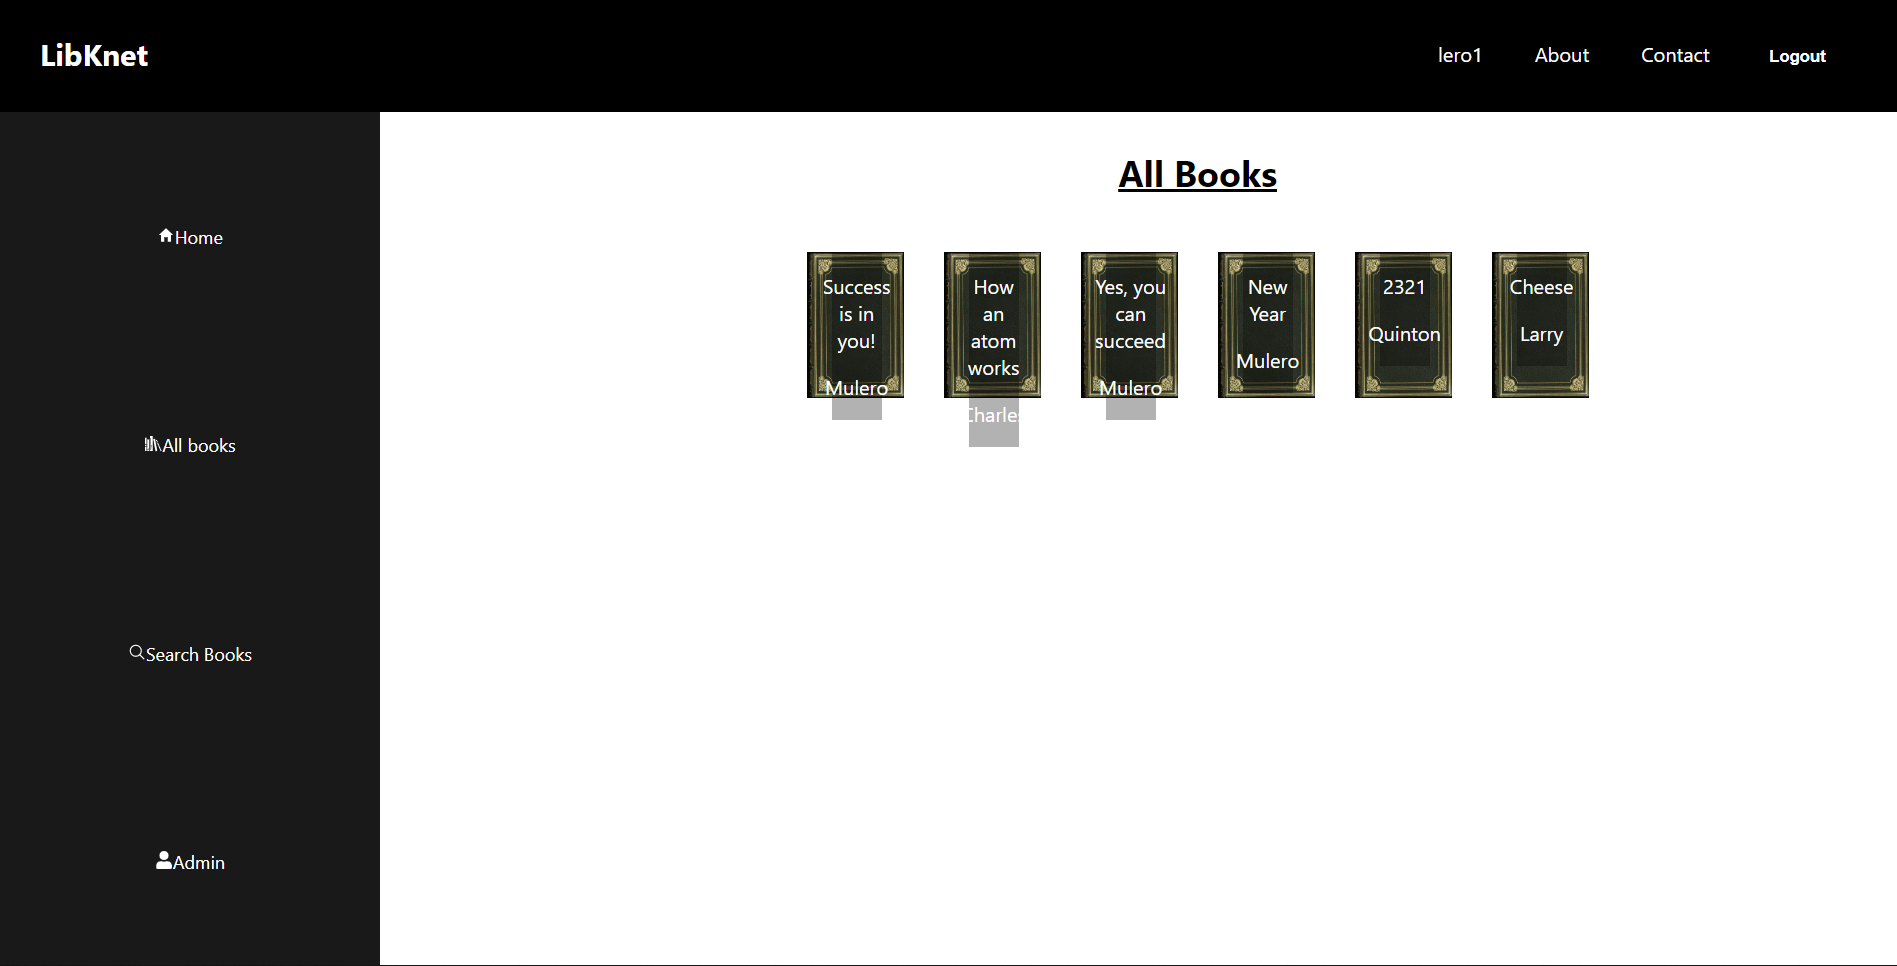 LibKnet
lero1
About
Contact
Logout
Home
All books
Search Books
Admin
All Books
Success
is in
you!
Mulero
How
an
atom
works
Charles
Yes, you
can
succeed
Mulero
New
Year
Mulero
2321
Quinton
Cheese
Larry